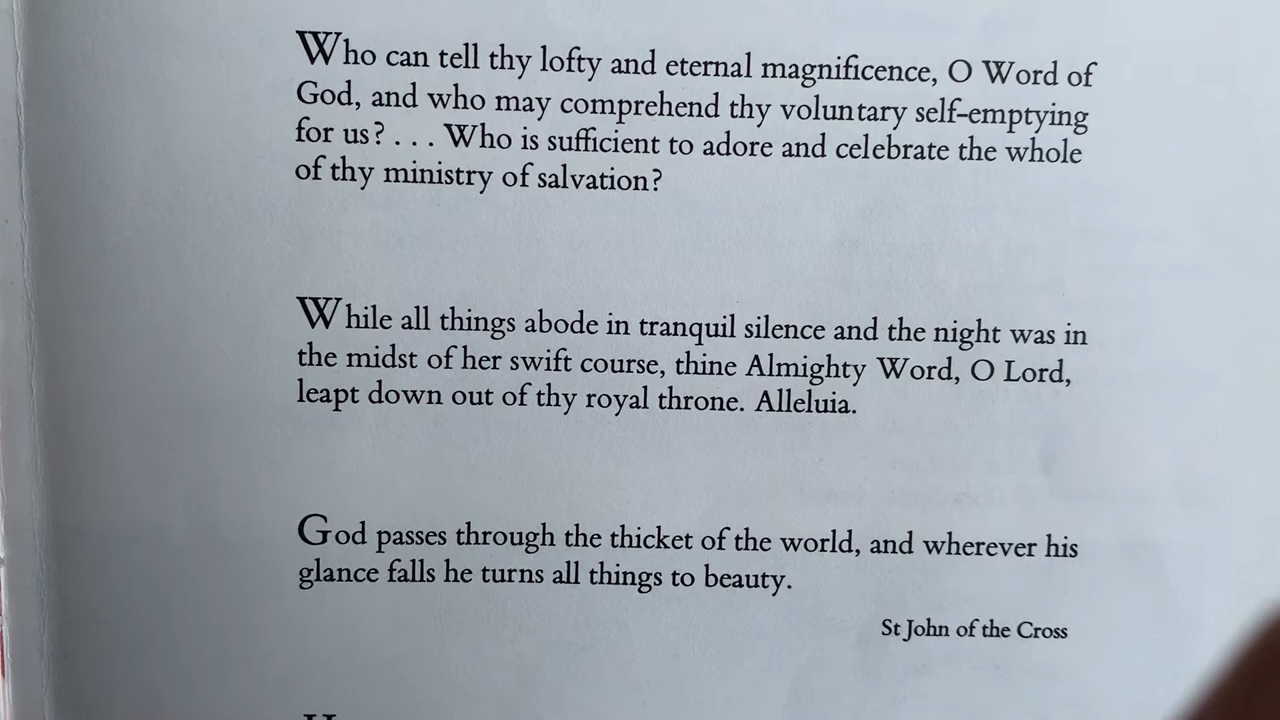 Who can tell thy lofty and eternal magnificence, O Word of
God, and who may comprehend thy voluntary self-emptying
for us? . . . Who is sufficient to adore and celebrate the whole
of thy ministry of salvation?
While all things abode in tranquil silence and the night was in
the midst of her swift course, thine Almighty Word, O Lord,
leapt down out of thy royal throne. Alleluia.
God passes through the thicket of the world, and wherever his
glance falls he turns all things to beauty.
St John of the Cross